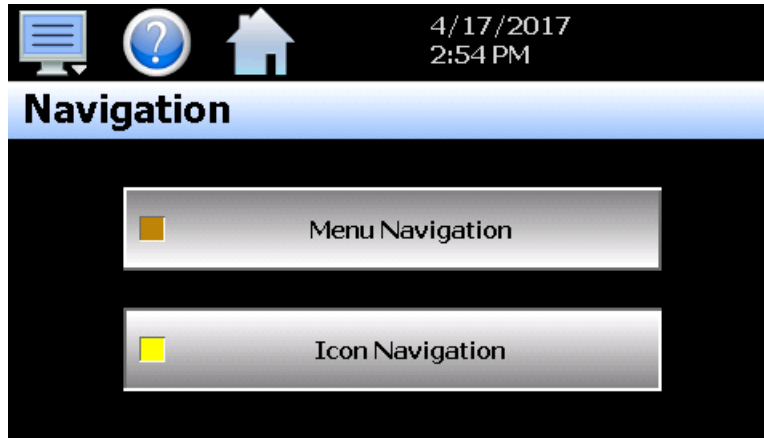 4/17/2017
2:54 PM
?
Navigation
Menu Navigation
Icon Navigation